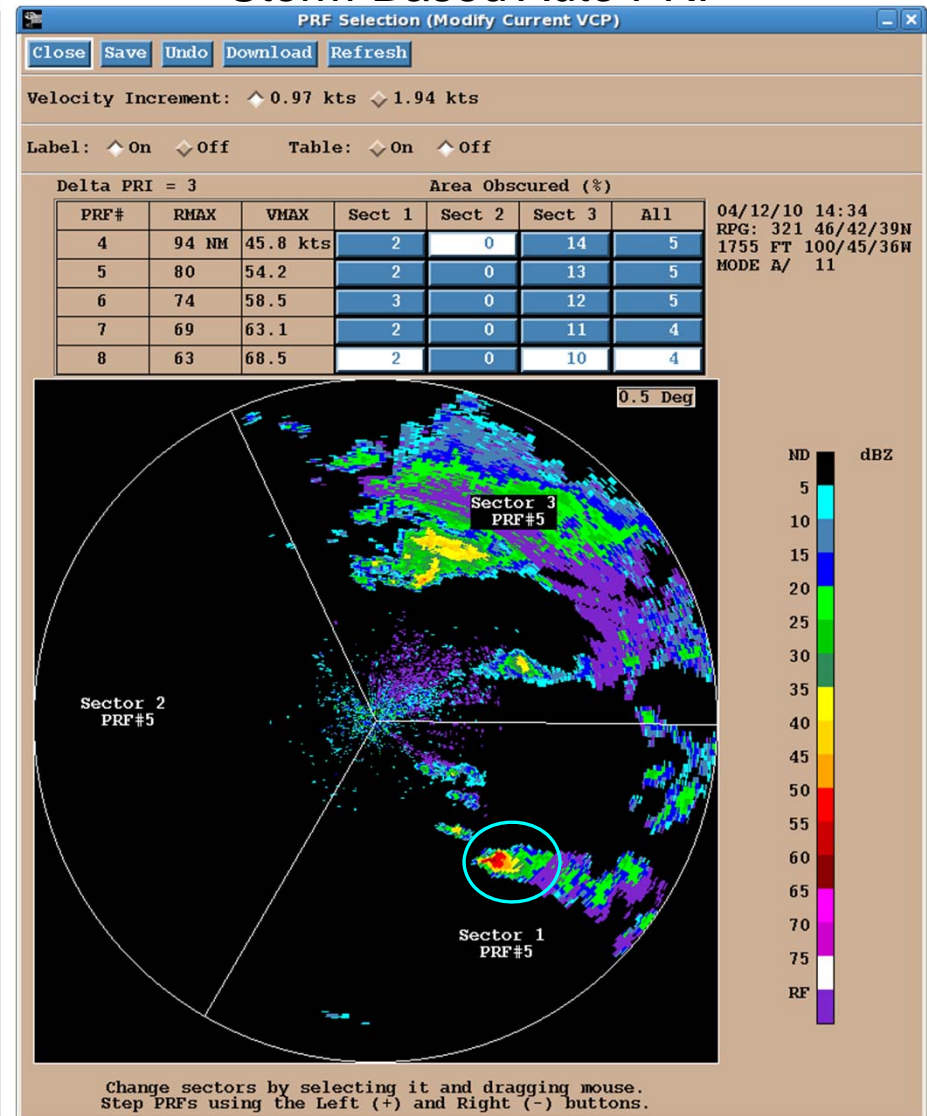 PRF Selection (Modify Current VCP)
Close Save Undo Download Refresh
Velocity Increment: 0.97 kts 1.94 kts
Label: On Off Table: On Off
Delta PRI = 3 Area Obscured (%)
PRF# RMAX VMAX Sect 1 Sect 2 Sect 3 All
4 94 NM 45.8 kts 2 0 14 5
5 80 54.2 2 0 13 5
6 74 58.5 3 0 12 5
7 69 63.1 2 0 11 4
8 63 68.5 2 0 10 4
04/12/10 14:34
RPG: 321 46/42/39N
1755 FT 100/45/36W
MODE A/ 11
0.5 Deg
Sector 3
PRF#5
Sector 2
PRF#5
Sector 1
PRF#5
ND dBZ
5
10
15
20
25
30
35
40
45
50
55
60
65
70
75
RF
Change sectors by selecting it and dragging mouse.
Step PRFs using the Left (+) and Right (-) buttons.